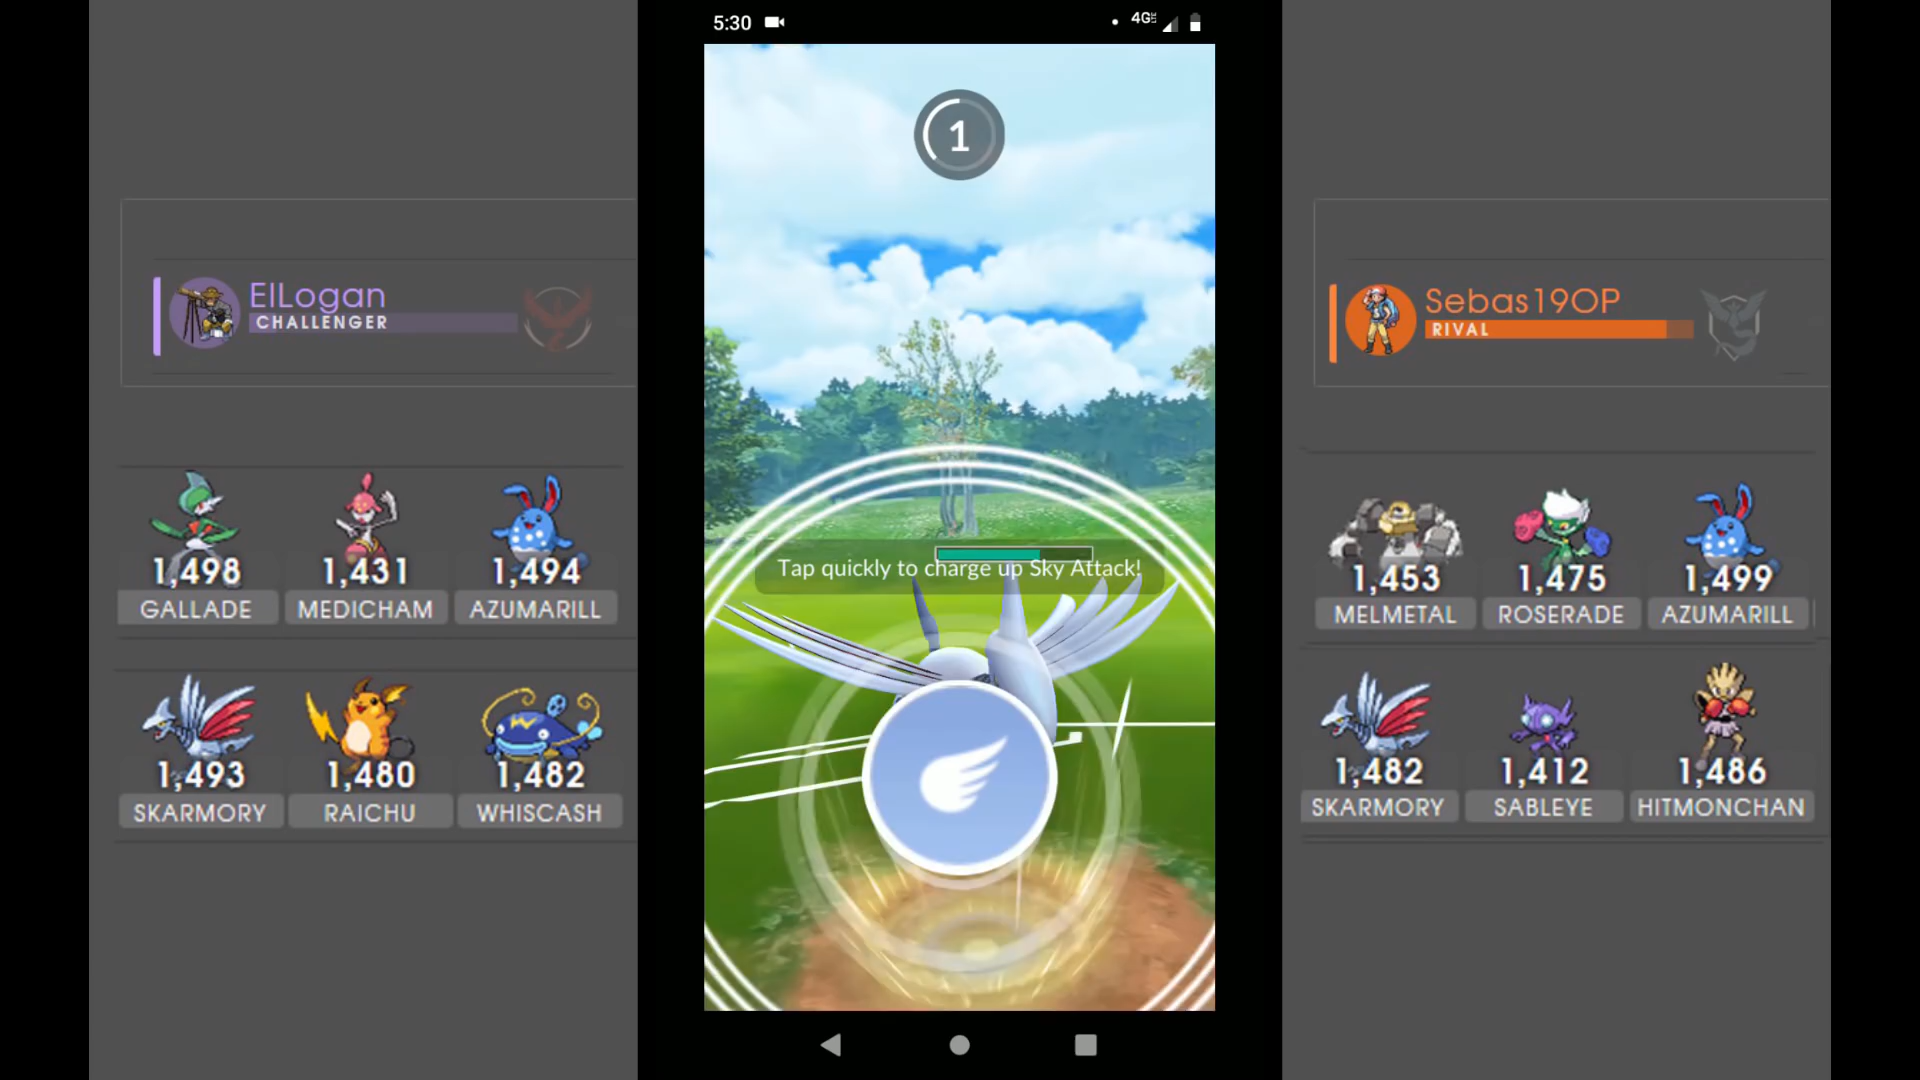 5:30
4G LTE
1
Tap quickly to charge up Sky Attack!
ElLogan
CHALLENGER
1,498 1,431 1,494
GALLADE MEDICHAM AZUMARILL
1,493 1,480 1,482
SKARMORY RAICHU WHISCASH
Sebas19OP
RIVAL
1,453 1,475 1,499
MELMETAL ROSERADE AZUMARILL
1,482 1,412 1,486
SKARMORY SABLEYE HITMONCHAN